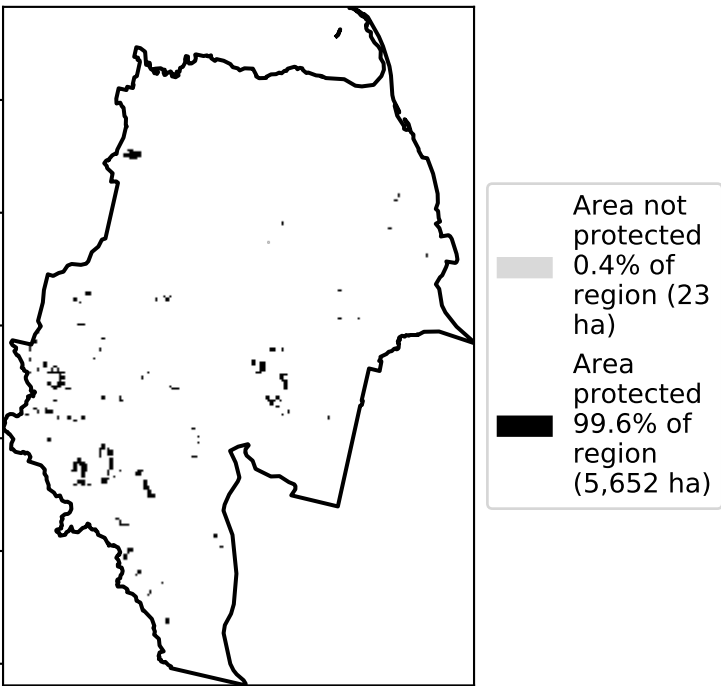 Area not
protected
0.4% of
region (23
ha)
Area
protected
99.6% of
region
(5,652 ha)